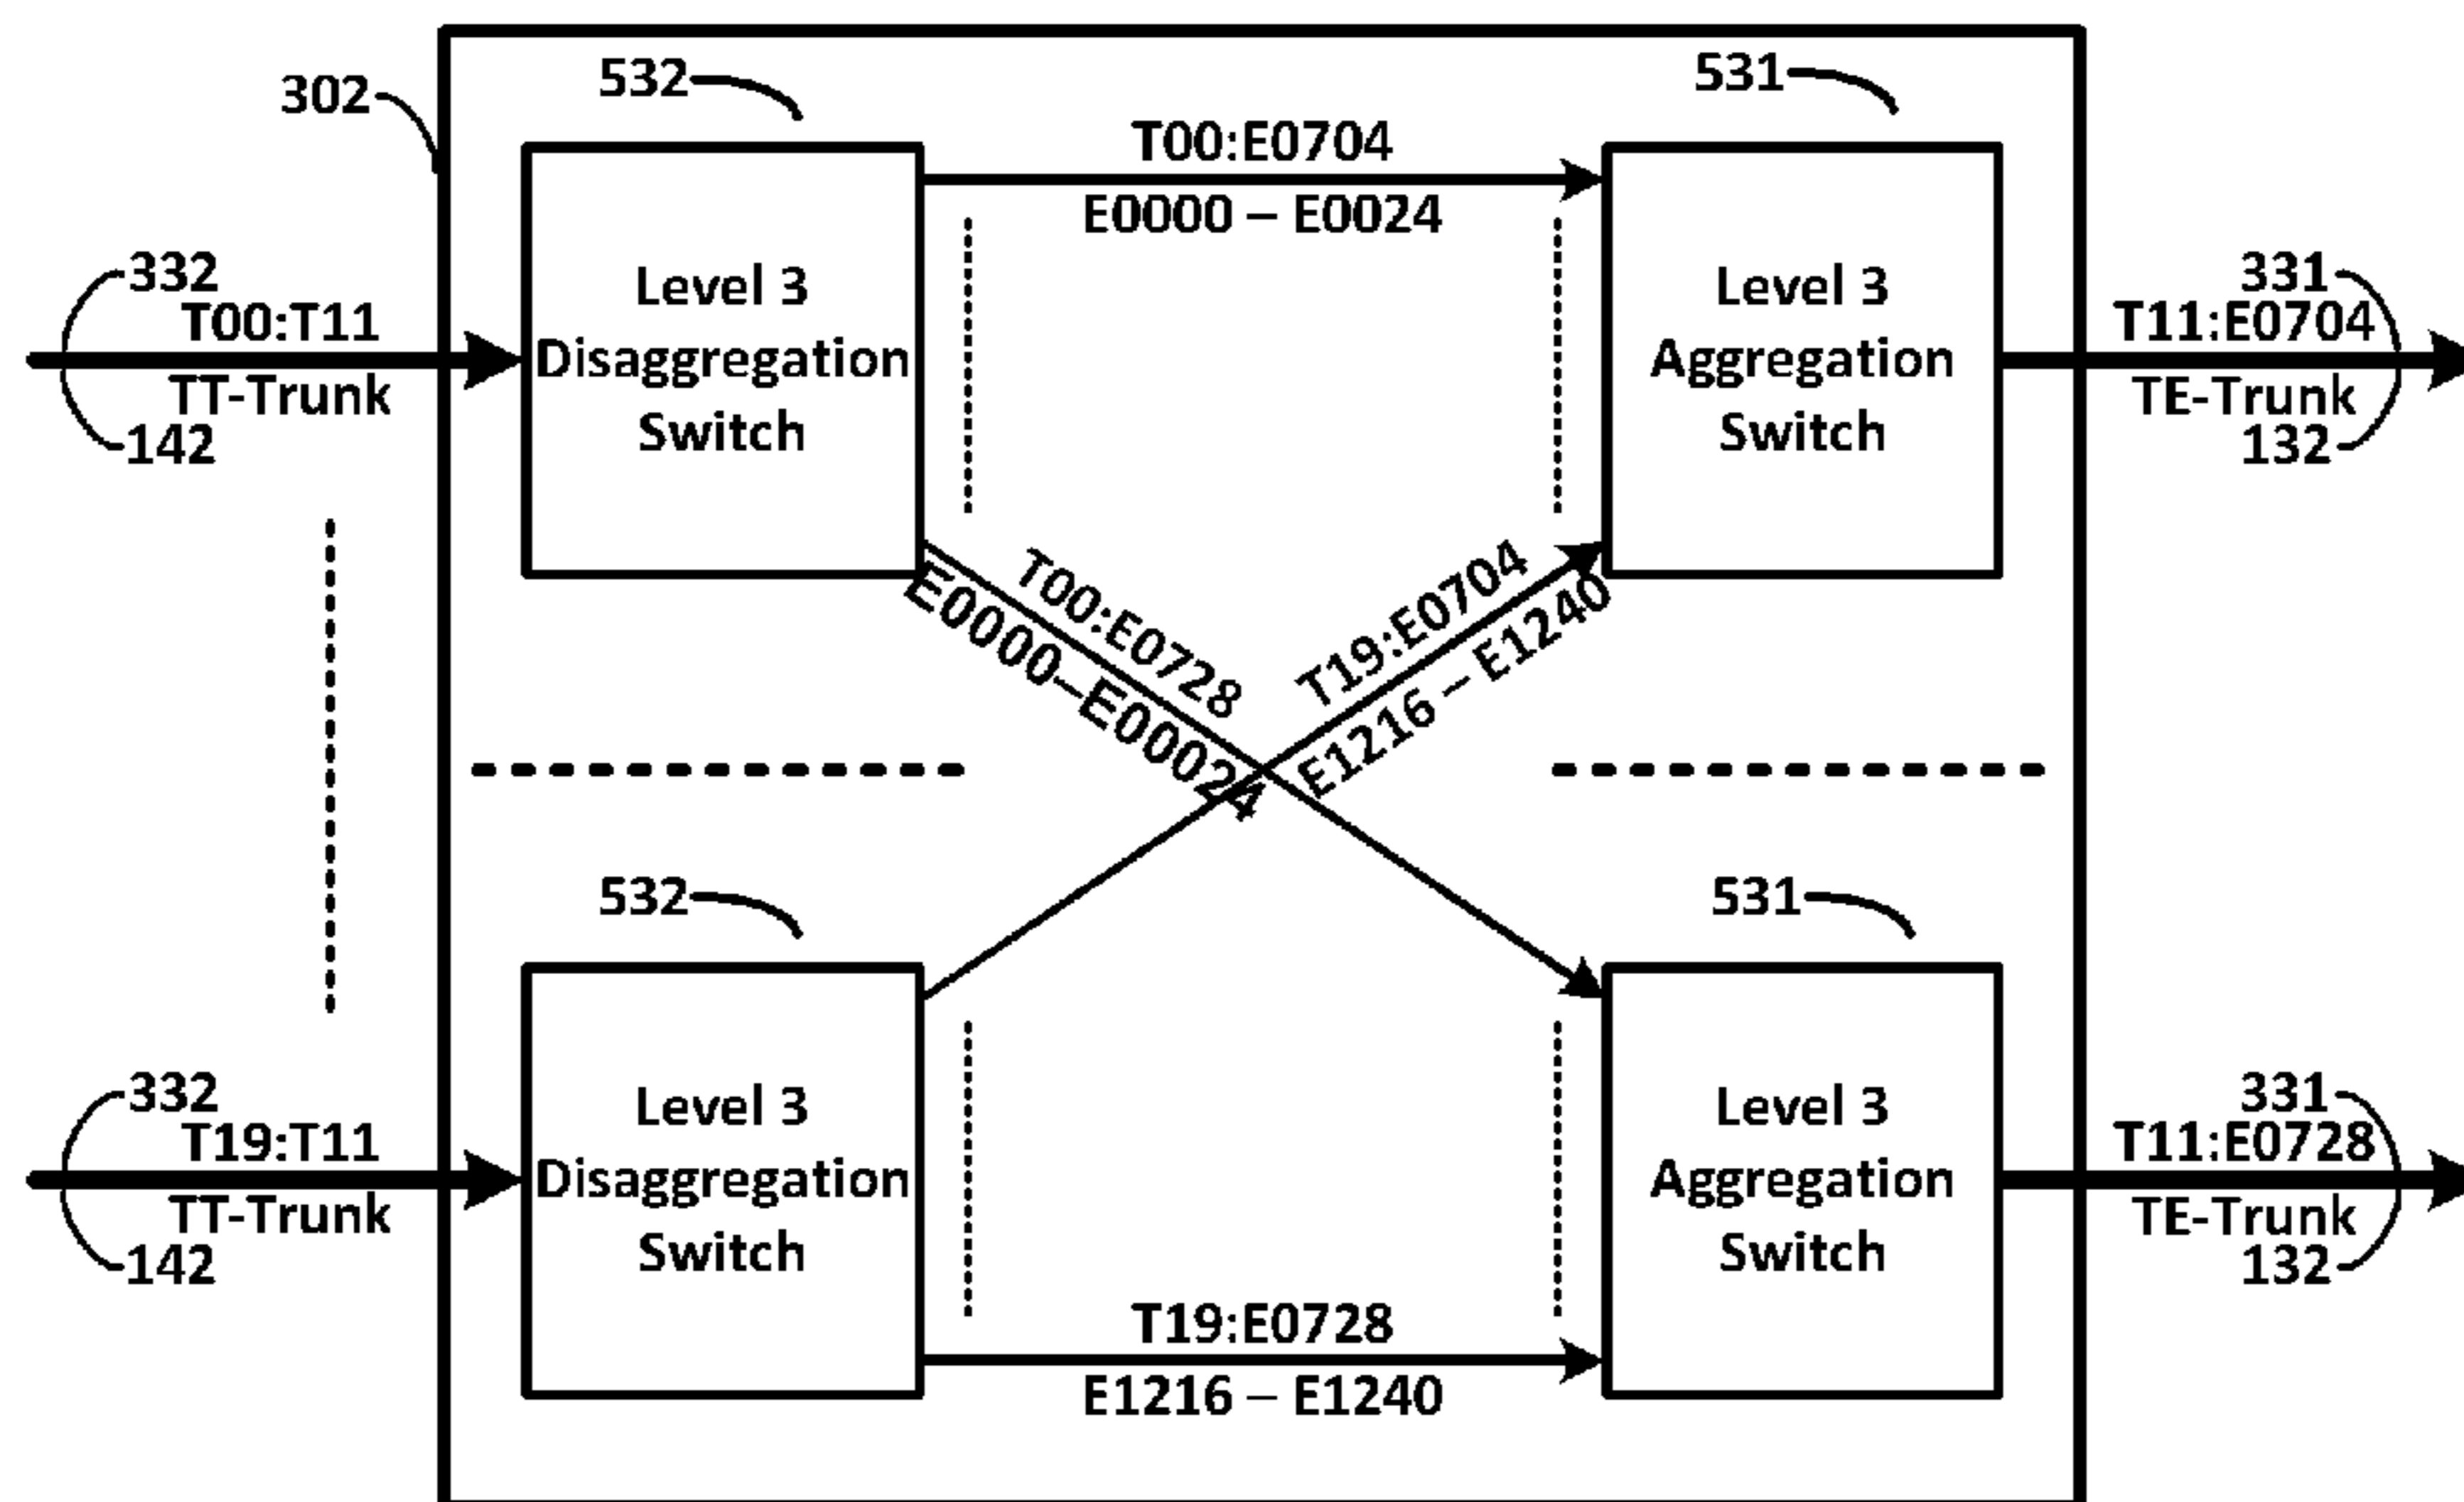 302
532
531
T00:E0704
E0000 – E0024
332
T00:T11
TT-Trunk
142
Level 3
Disaggregation
Switch
Level 3
Aggregation
Switch
331
T11:E0704
TE-Trunk
132
T00:E0728
E0000–E00024
T19:E0704
E1216 – E1240
532
531
332
T19:T11
TT-Trunk
142
Level 3
Disaggregation
Switch
Level 3
Aggregation
Switch
331
T11:E0728
TE-Trunk
132
T19:E0728
E1216 – E1240